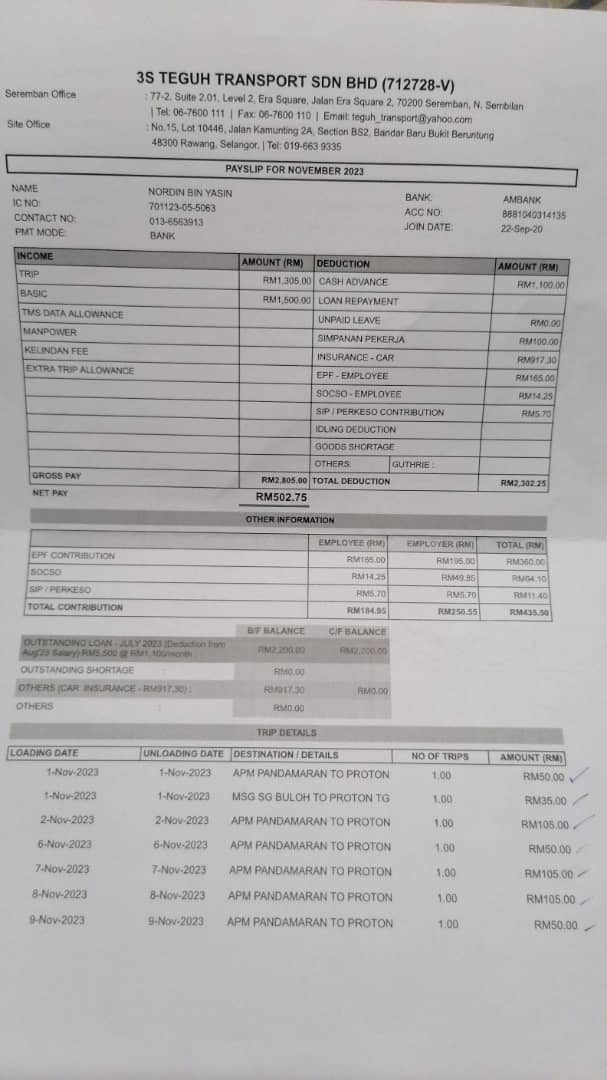 3S TEGUH TRANSPORT SDN BHD (712728-V)
Seremban Office : 77-2, Suite 2.01, Level 2, Era Square, Jalan Era Square 2, 70200 Seremban, N. Sembilan
| Tel: 06-7600 111 | Fax: 06-7600 110 | Email: teguh_transport@yahoo.com
Site Office : No.15, Lot 10446, Jalan Kamunting 2A, Section BS2, Bandar Baru Bukit Beruntung
48300 Rawang, Selangor. | Tel: 019-663 9335
PAYSLIP FOR NOVEMBER 2023
NAME NORDIN BIN YASIN BANK: AMBANK
IC NO: 701123-05-5063 ACC NO: 8681040314135
CONTACT NO: 013-6563913 JOIN DATE: 22-Sep-20
PMT MODE: BANK
INCOME AMOUNT (RM) DEDUCTION AMOUNT (RM)
TRIP RM1,305.00 CASH ADVANCE RM1,100.00
BASIC RM1,500.00 LOAN REPAYMENT
TMS DATA ALLOWANCE UNPAID LEAVE RM0.00
MANPOWER SIMPANAN PEKERJA RM100.00
KELINDAN FEE INSURANCE - CAR RM917.30
EXTRA TRIP ALLOWANCE EPF - EMPLOYEE RM165.00
SOCSO - EMPLOYEE RM14.25
SIP / PERKESO CONTRIBUTION RM5.70
IDLING DEDUCTION
GOODS SHORTAGE
OTHERS: GUTHRIE :
GROSS PAY RM2,805.00 TOTAL DEDUCTION RM2,302.25
NET PAY RM502.75
OTHER INFORMATION
EMPLOYEE (RM) EMPLOYER (RM) TOTAL (RM)
EPF CONTRIBUTION RM165.00 RM195.00 RM360.00
SOCSO RM14.25 RM49.95 RM64.10
SIP / PERKESO RM5.70 RM5.70 RM11.40
TOTAL CONTRIBUTION RM184.95 RM250.55 RM435.50
B/F BALANCE C/F BALANCE
OUTSTANDING LOAN - JULY 2023 (Deduction from
Aug'23 Salary) RM5,500 @ RM1,100/month : RM2,200.00 RM2,200.00
OUTSTANDING SHORTAGE : RM0.00
OTHERS (CAR INSURANCE - RM917.30) : RM917.30 RM0.00
OTHERS : RM0.00
TRIP DETAILS
LOADING DATE UNLOADING DATE DESTINATION / DETAILS NO OF TRIPS AMOUNT (RM)
1-Nov-2023 1-Nov-2023 APM PANDAMARAN TO PROTON 1.00 RM50.00
1-Nov-2023 1-Nov-2023 MSG SG BULOH TO PROTON TG 1.00 RM35.00
2-Nov-2023 2-Nov-2023 APM PANDAMARAN TO PROTON 1.00 RM105.00
6-Nov-2023 6-Nov-2023 APM PANDAMARAN TO PROTON 1.00 RM50.00
7-Nov-2023 7-Nov-2023 APM PANDAMARAN TO PROTON 1.00 RM105.00
8-Nov-2023 8-Nov-2023 APM PANDAMARAN TO PROTON 1.00 RM105.00
9-Nov-2023 9-Nov-2023 APM PANDAMARAN TO PROTON 1.00 RM50.00